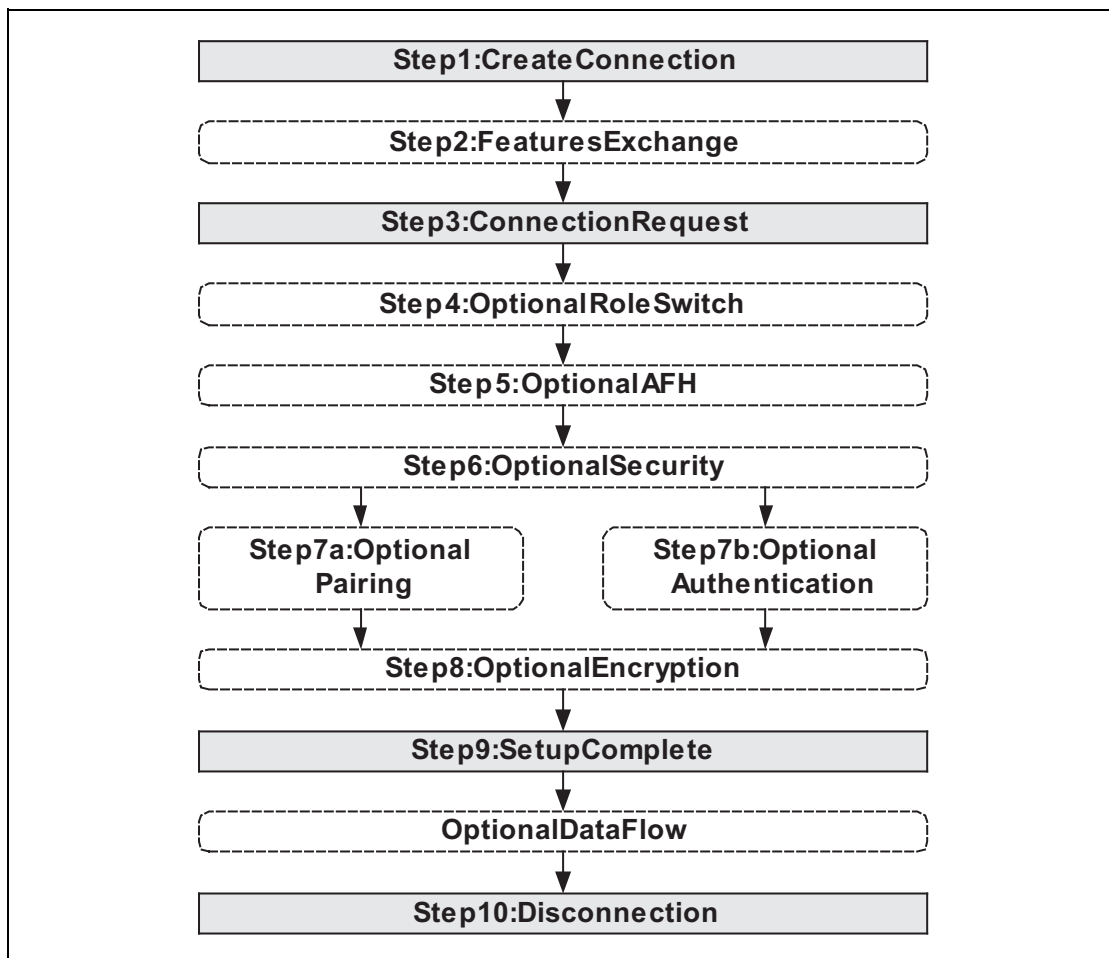 Step1:CreateConnection
Step2:FeaturesExchange
Step3:ConnectionRequest
Step4:OptionalRoleSwitch
Step5:OptionalAFH
Step6:OptionalSecurity
Step7a:Optional
Pairing
Step7b:Optional
Authentication
Step8:OptionalEncryption
Step9:SetupComplete
OptionalDataFlow
Step10:Disconnection